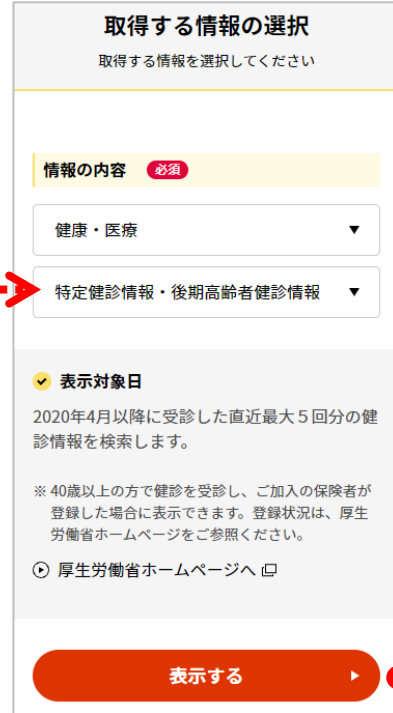 取得する情報の選択
取得する情報を選択してください
情報の内容 必須
健康・医療 ▼
特定健診情報・後期高齢者健診情報 ▼
表示対象日
2020年4月以降に受診した直近最大５回分の健
診情報を検索します。
※ 40歳以上の方で健診を受診し、ご加入の保険者が
登録した場合に表示できます。登録状況は、厚生
労働省ホームページをご参照ください。
厚生労働省ホームページへ
表示する